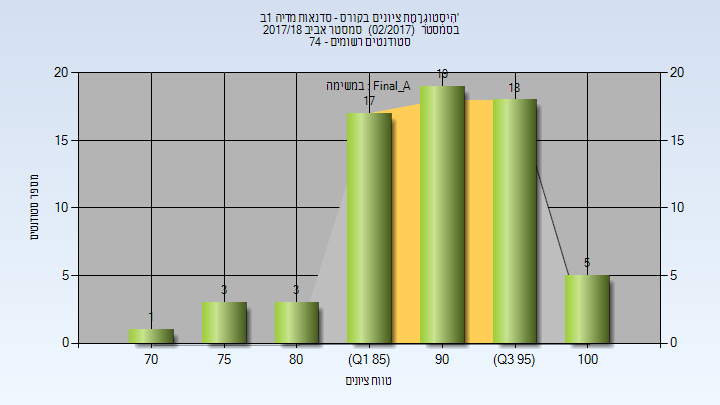 היסטוגרמת ציונים בקורס - סדנאות מדיה 1ב'
בסמסטר (02/2017) סמסטר אביב 2017/18
סטודנטים רשומים - 74
במשימה : Final_A
20 20
15 15
10 10
5 5
0 0
1 3 3 17 19 18 5
מספר סטודנטים
70 75 80 (Q1 85) 90 (Q3 95) 100
טווח ציונים